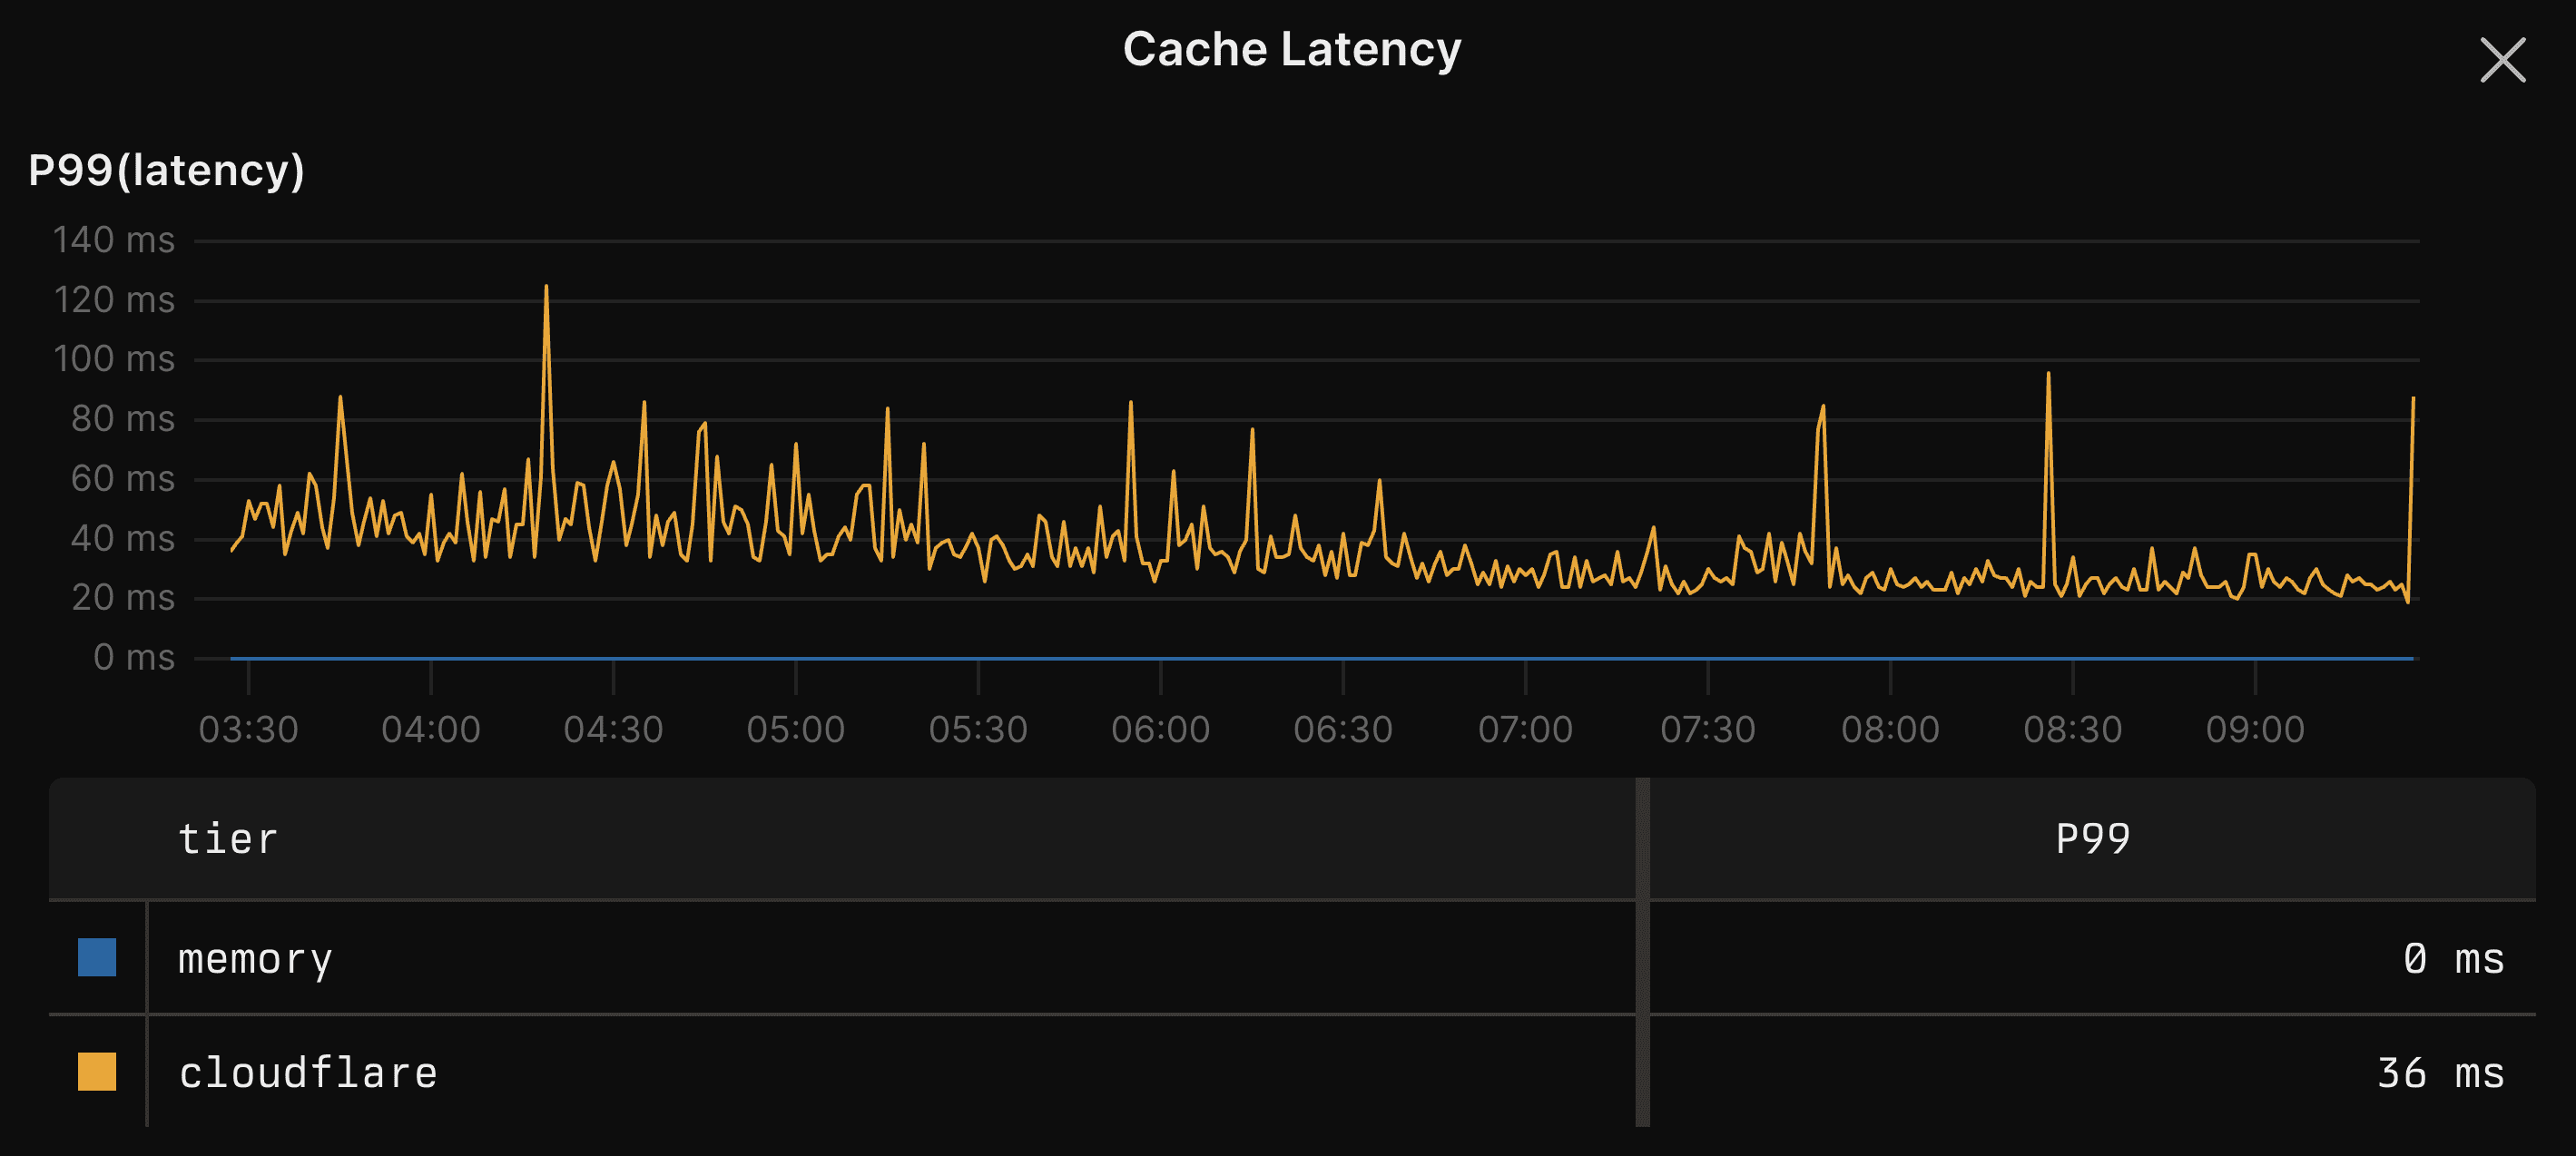 Cache Latency
P99(latency)
140 ms
120 ms
100 ms
80 ms
60 ms
40 ms
20 ms
0 ms
03:30 04:00 04:30 05:00 05:30 06:00 06:30 07:00 07:30 08:00 08:30 09:00
tier P99
memory 0 ms
cloudflare 36 ms